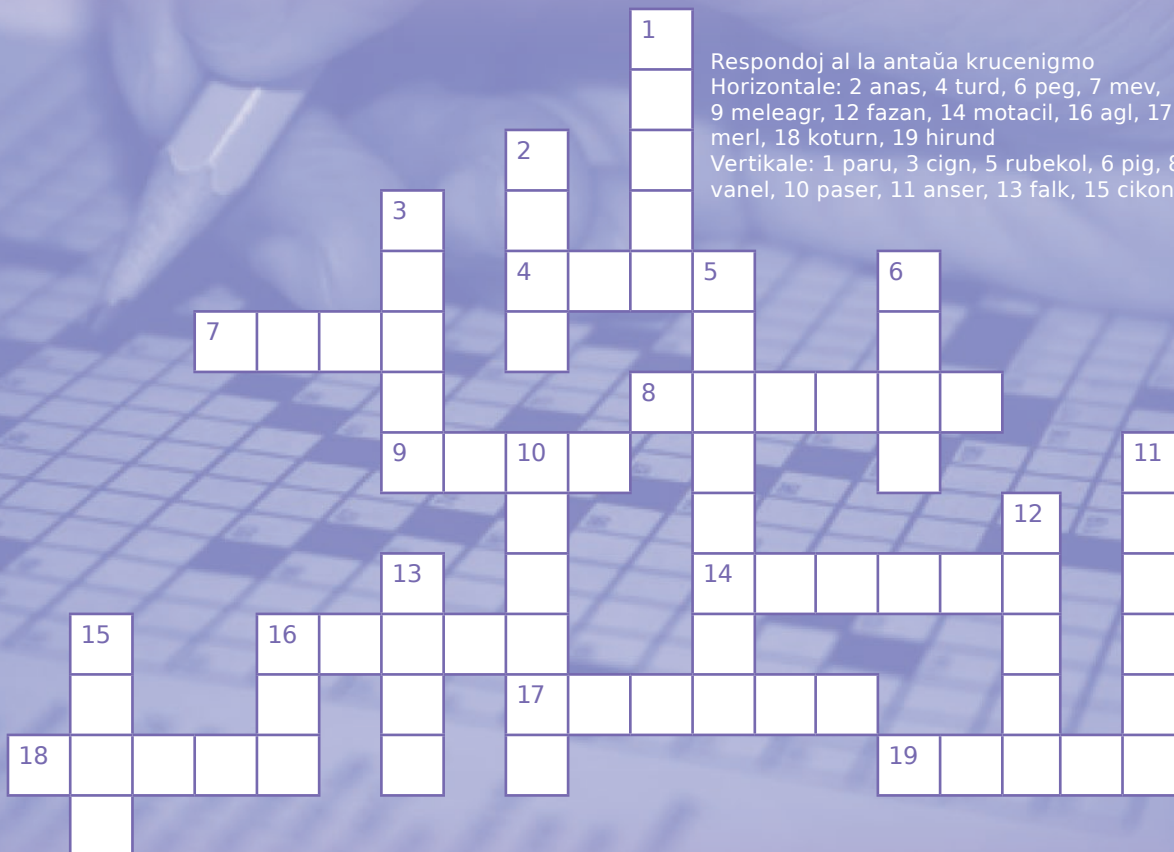 1
Respondoj al la antaŭa krucenigmo
Horizontale: 2 anas, 4 turd, 6 peg, 7 mev,
9 meleagr, 12 fazan, 14 motacil, 16 agl, 17
merl, 18 koturn, 19 hirund
Vertikale: 1 paru, 3 cign, 5 rubekol, 6 pig, 8
vanel, 10 paser, 11 anser, 13 falk, 15 cikon
2
3
4 5 6
7
8
9 10 11
12
13 14
15 16
17
18 19